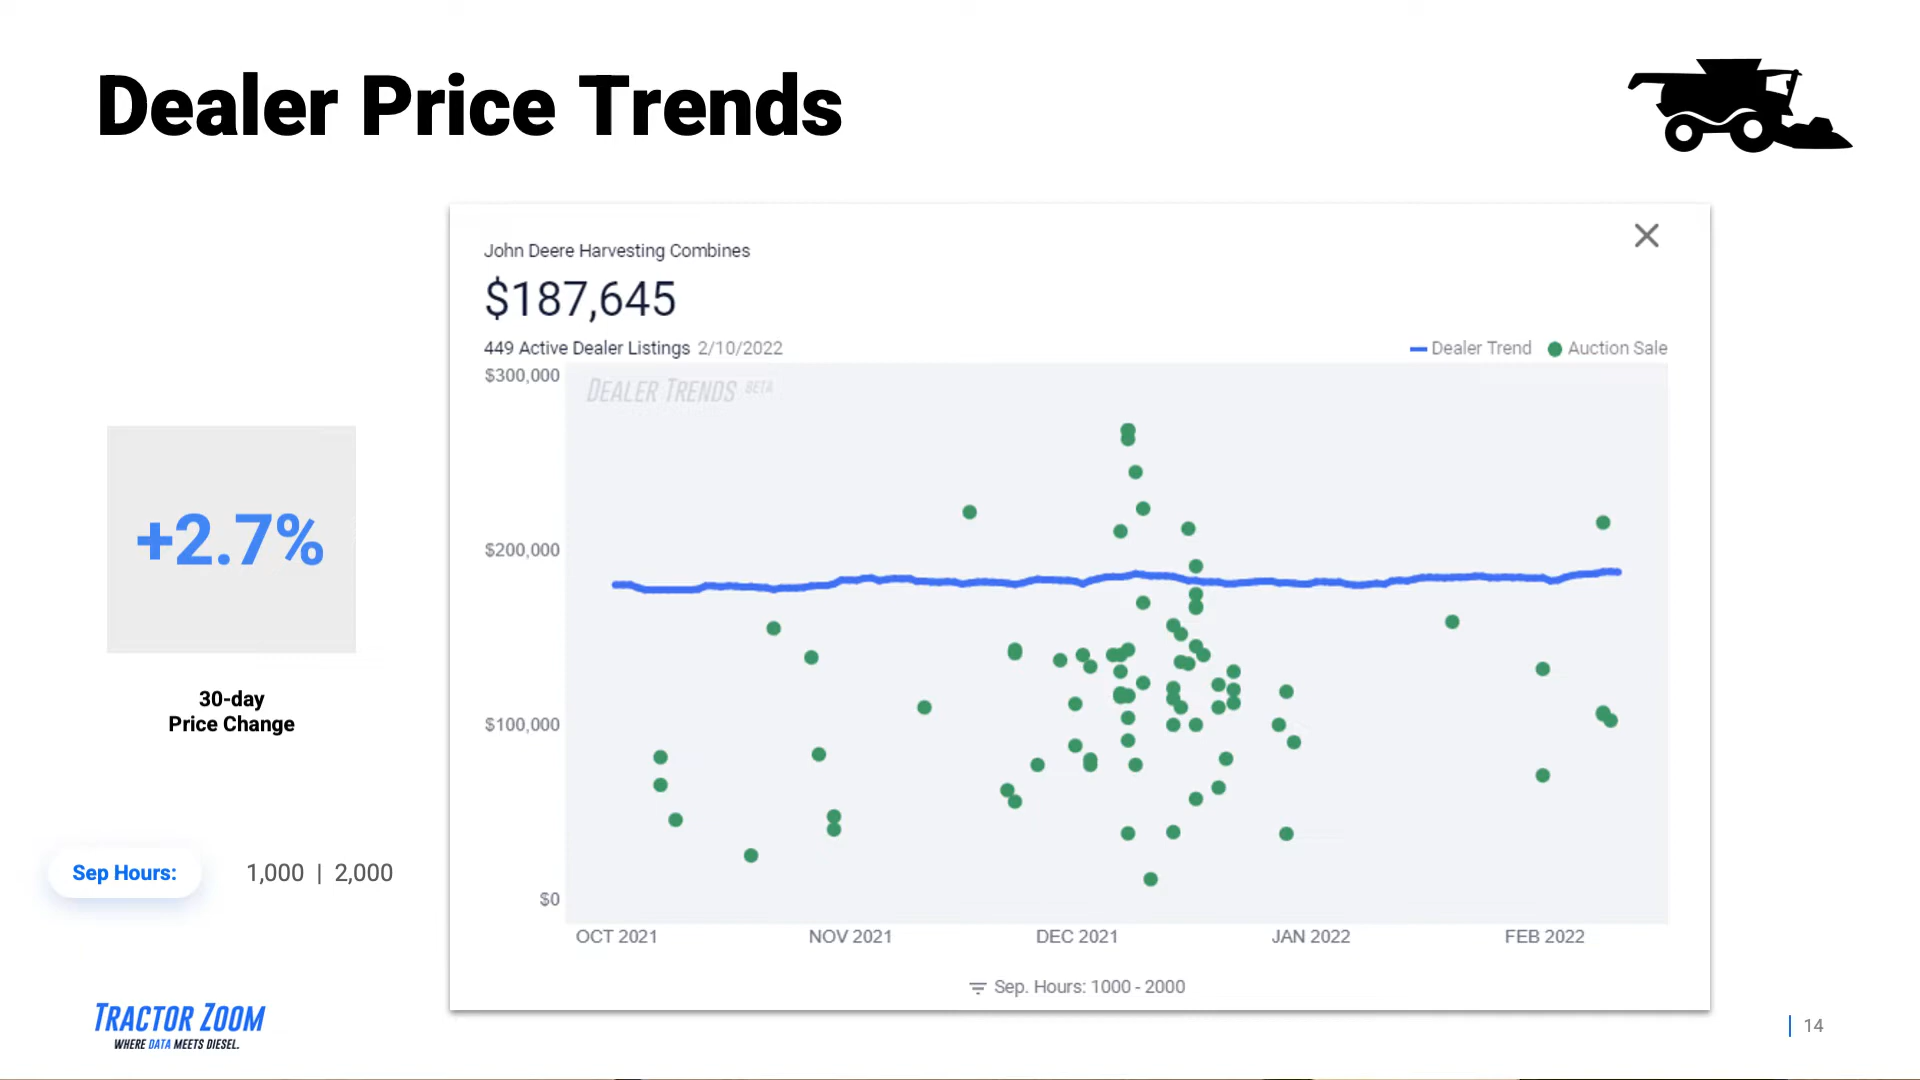 Dealer Price Trends
John Deere Harvesting Combines
$187,645
449 Active Dealer Listings 2/10/2022
Dealer Trend
Auction Sale
DEALER TRENDS BETA
$300,000
$200,000
$100,000
$0
OCT 2021
NOV 2021
DEC 2021
JAN 2022
FEB 2022
Sep. Hours: 1000 - 2000
+2.7%
30-day
Price Change
Sep Hours:
1,000 | 2,000
TRACTOR ZOOM
WHERE DATA MEETS DIESEL.
14